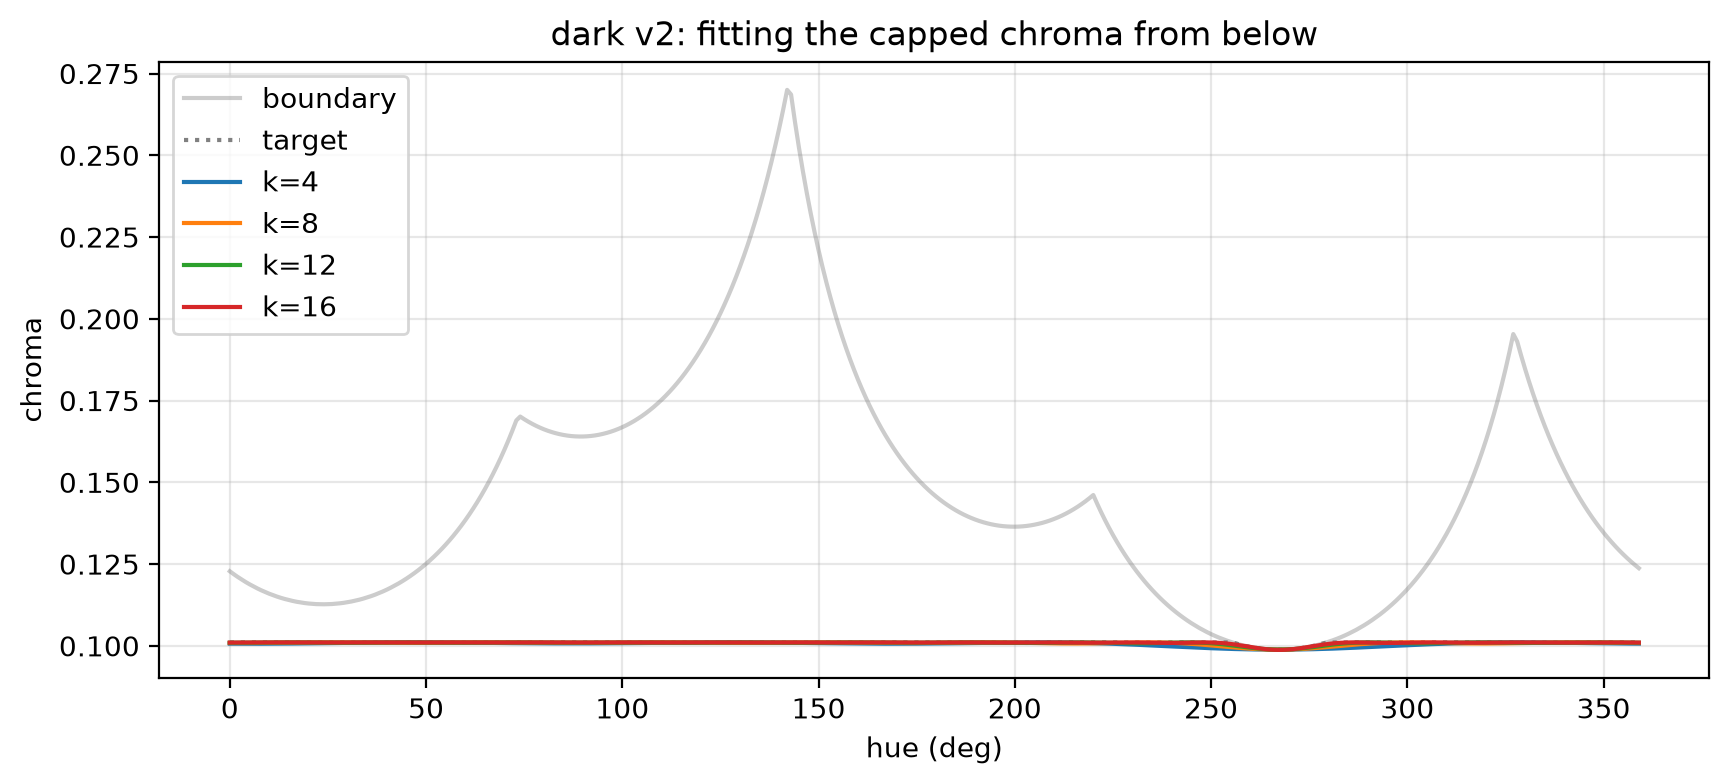 dark v2: fitting the capped chroma from below
boundary
target
k=4
k=8
k=12
k=16
chroma
0.275
0.250
0.225
0.200
0.175
0.150
0.125
0.100
0 50 100 150 200 250 300 350
hue (deg)